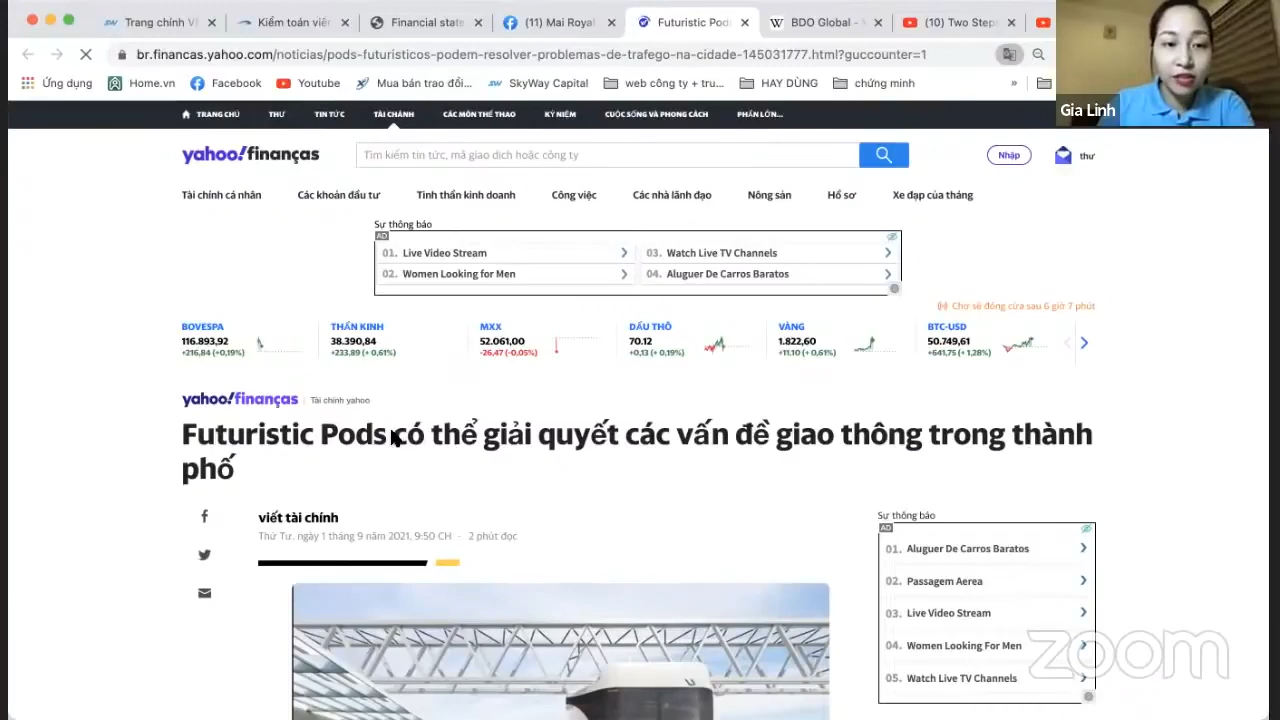 Trang chính V
Kiểm toán viên
Financial state
(11) Mai Royal
Futuristic Pod
BDO Global -
(10) Two Step
br.financas.yahoo.com/noticias/pods-futuristicos-podem-resolver-problemas-de-trafego-na-cidade-145031777.html?guccounter=1
Ứng dụng
Home.vn
Facebook
Youtube
Mua bán trao đổi...
SkyWay Capital
web công ty + tru...
HAY DÙNG
chứng minh
»
Gia Linh
TRANG CHỦ
THƯ
TIN TỨC
TÀI CHÁNH
CÁC MÔN THỂ THAO
KỶ NIỆM
CUỘC SỐNG VÀ PHONG CÁCH
PHẦN LỚN...
yahoo!finanças
Tìm kiếm tin tức, mã giao dịch hoặc công ty
Nhập
thư
Tài chính cá nhân
Các khoản đầu tư
Tinh thần kinh doanh
Công việc
Các nhà lãnh đạo
Nông sản
Hồ sơ
Xe đạp của tháng
Sự thông báo
AD
01. Live Video Stream
03. Watch Live TV Channels
02. Women Looking for Men
04. Aluguer De Carros Baratos
Chợ sẽ đóng cửa sau 6 giờ 7 phút
BOVESPA
116.893,92
+216,84 (+0,19%)
THẦN KINH
38.390,84
+233,89 (+ 0,61%)
MXX
52.061,00
-26,47 (-0,05%)
DẦU THÔ
70.12
+0,13 (+ 0,19%)
VÀNG
1.822,60
+11,10 (+ 0,61%)
BTC-USD
50.749,61
+641,75 (+ 1,28%)
yahoo!finanças
Tài chính yahoo
Futuristic Pods có thể giải quyết các vấn đề giao thông trong thành
phố
viết tài chính
Thứ Tư, ngày 1 tháng 9 năm 2021, 9:50 CH · 2 phút đọc
Sự thông báo
AD
01. Aluguer De Carros Baratos
02. Passagem Aerea
03. Live Video Stream
04. Women Looking For Men
05. Watch Live TV Channels
zoom